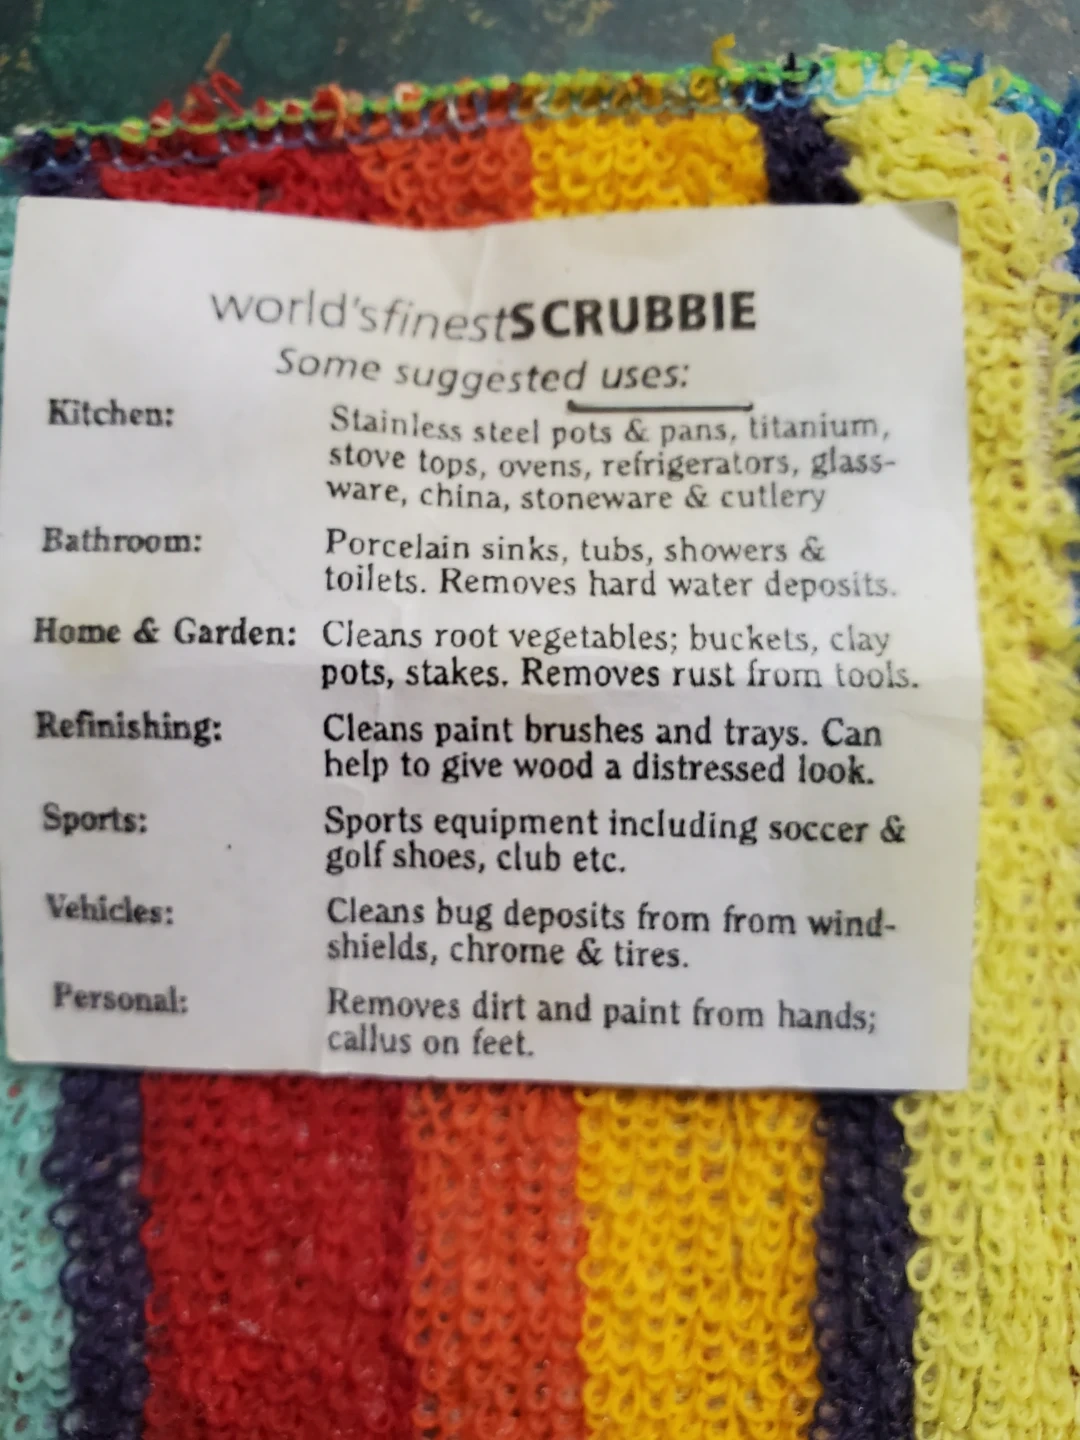 world'sfinestSCRUBBIE
Some suggested uses:
Kitchen: Stainless steel pots & pans, titanium,
stove tops, ovens, refrigerators, glass-
ware, china, stoneware & cutlery
Bathroom: Porcelain sinks, tubs, showers &
toilets. Removes hard water deposits.
Home & Garden: Cleans root vegetables; buckets, clay
pots, stakes. Removes rust from tools.
Refinishing: Cleans paint brushes and trays. Can
help to give wood a distressed look.
Sports: Sports equipment including soccer &
golf shoes, club etc.
Vehicles: Cleans bug deposits from from wind-
shields, chrome & tires.
Personal: Removes dirt and paint from hands;
callus on feet.